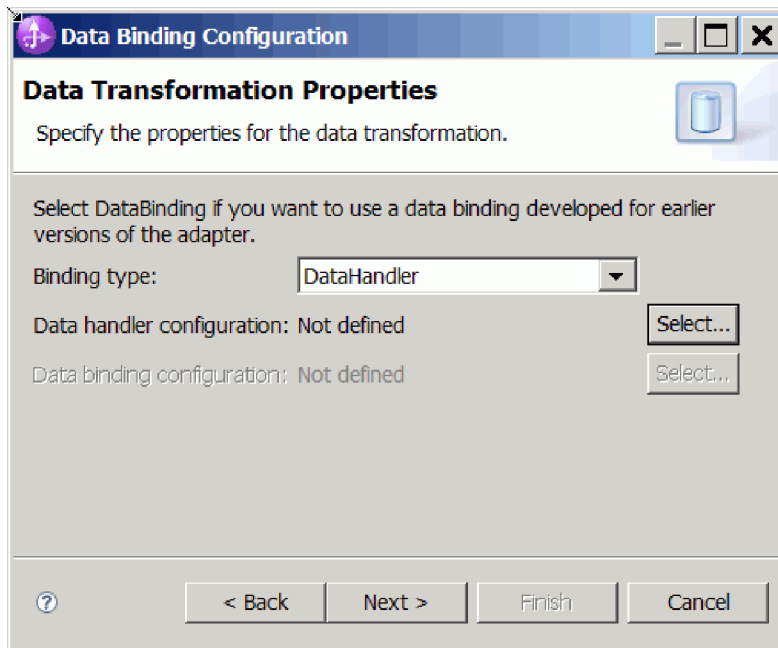 Data Binding Configuration
Data Transformation Properties
Specify the properties for the data transformation.
Select DataBinding if you want to use a data binding developed for earlier
versions of the adapter.
Binding type: DataHandler
Data handler configuration: Not defined Select...
Data binding configuration: Not defined Select...
? < Back Next > Finish Cancel